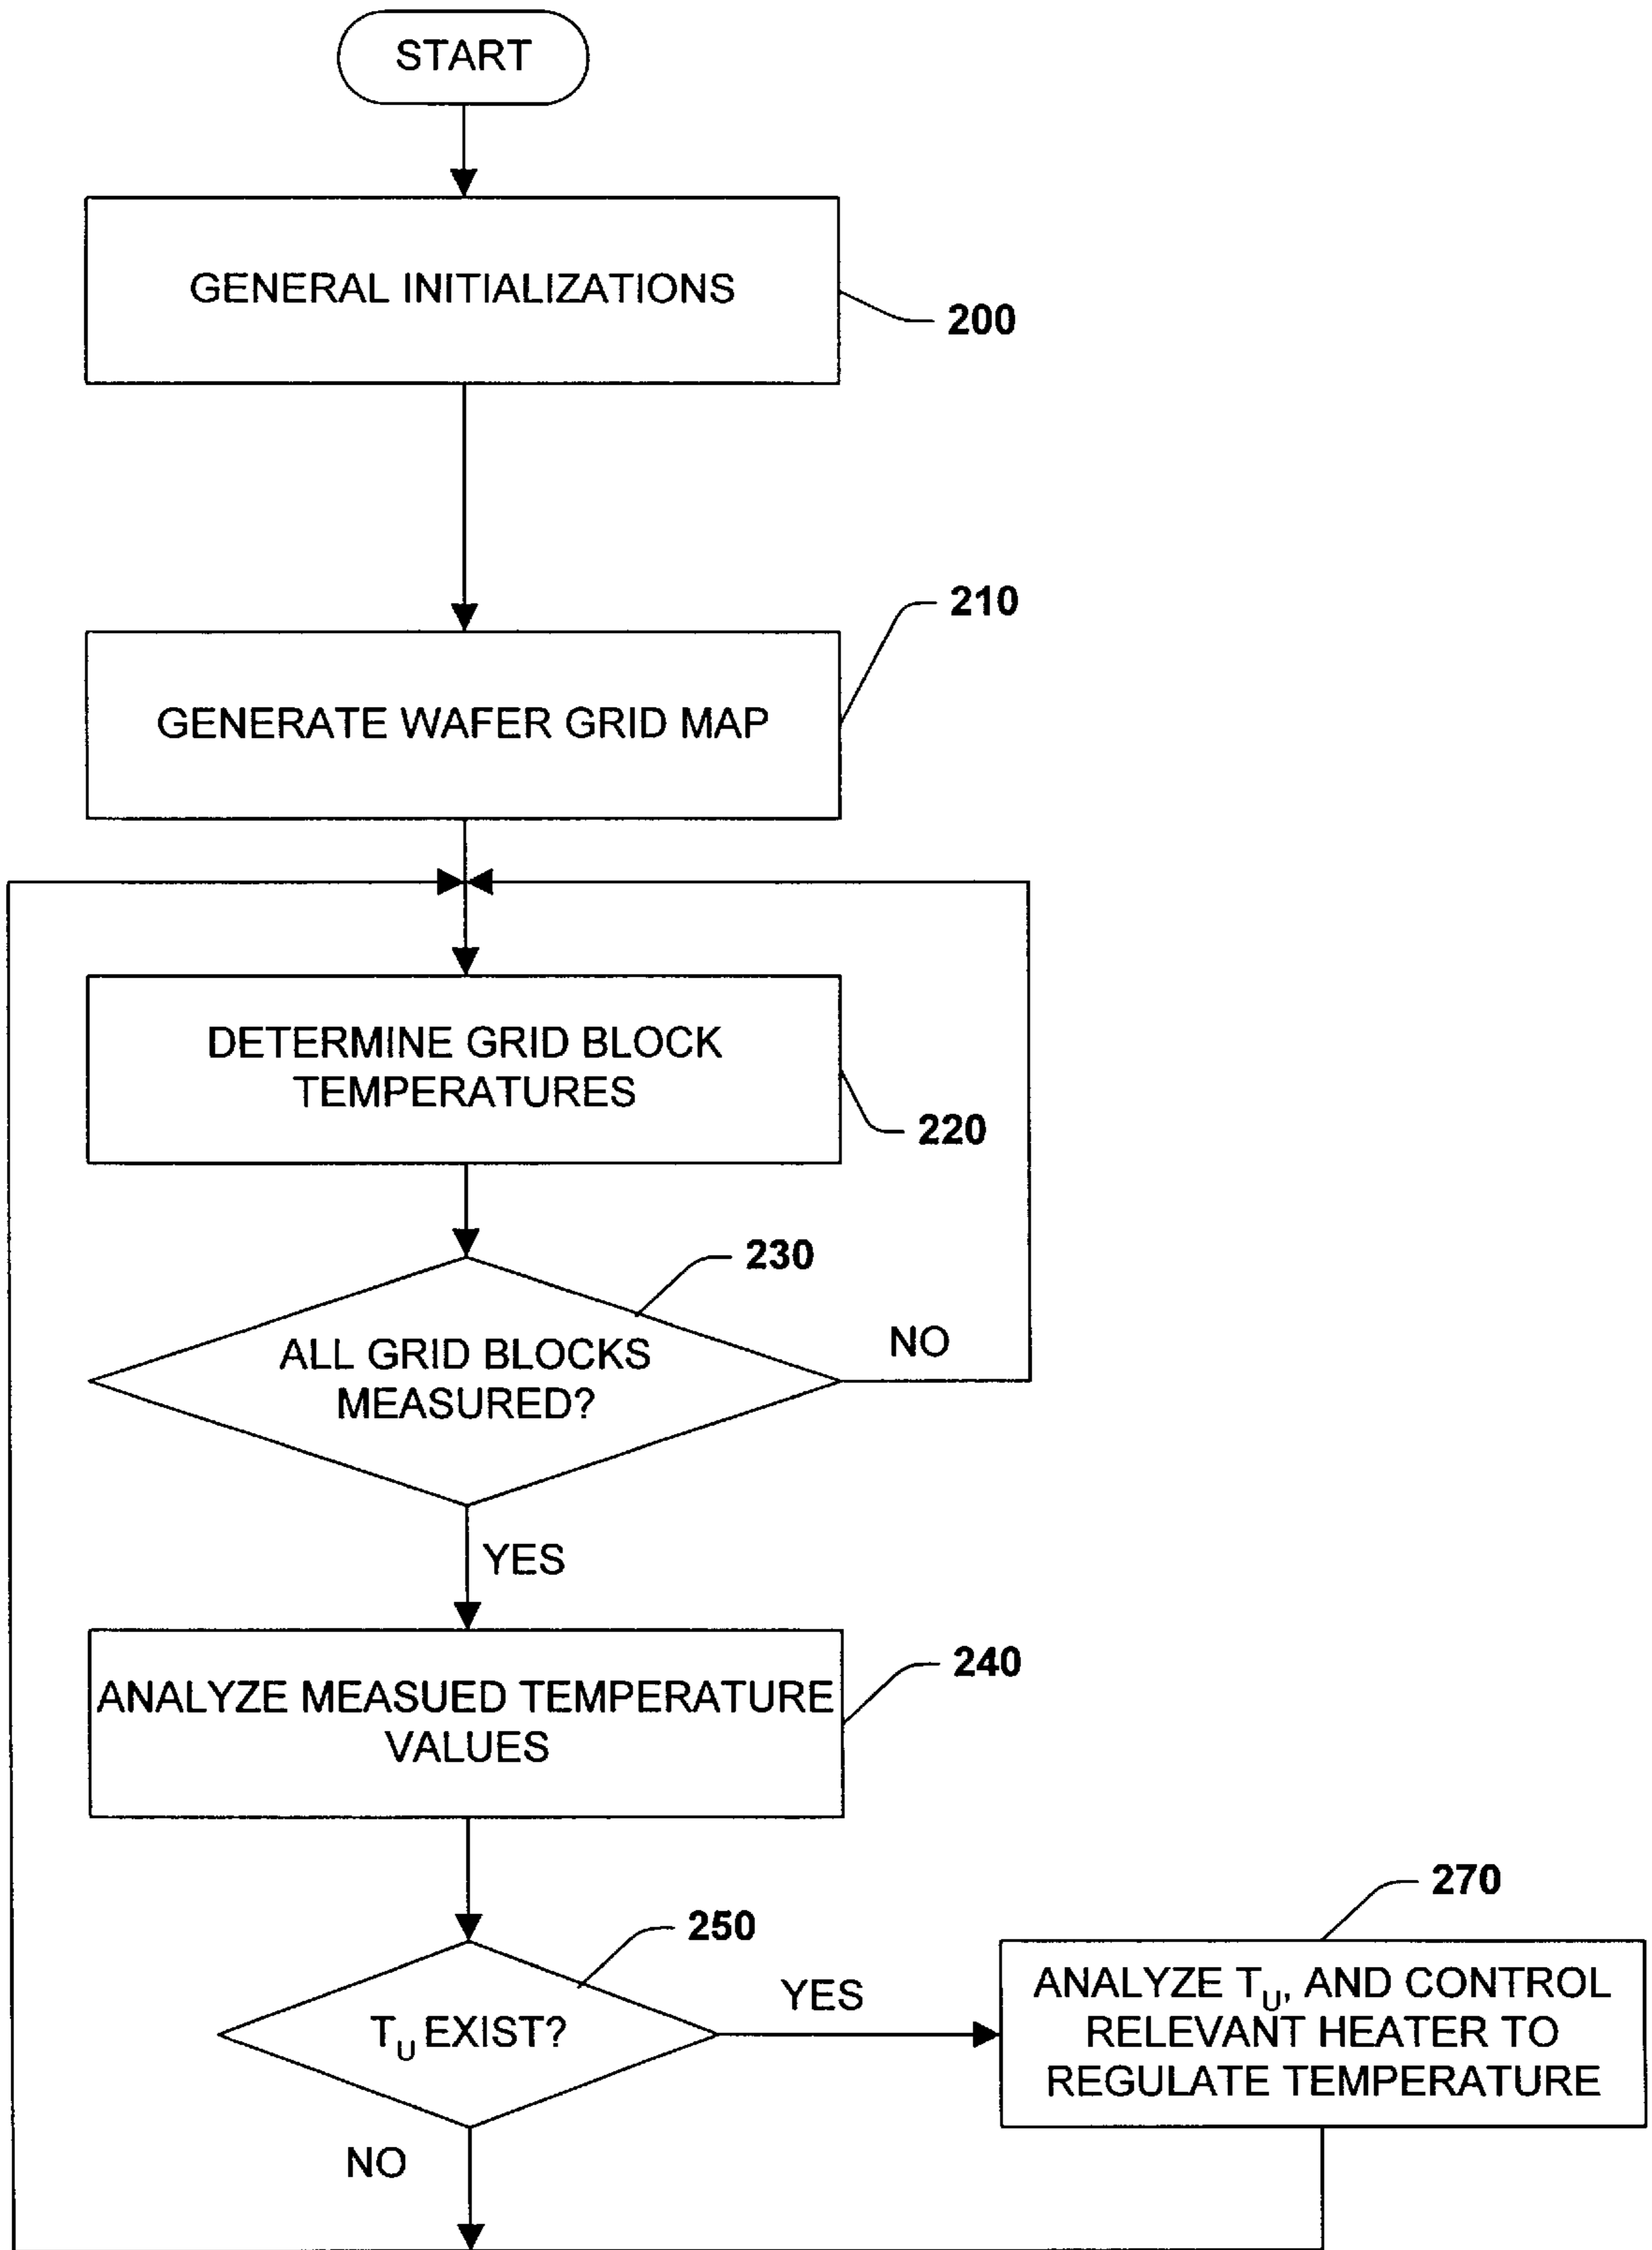 START
GENERAL INITIALIZATIONS
200
210
GENERATE WAFER GRID MAP
DETERMINE GRID BLOCK
TEMPERATURES
220
230
ALL GRID BLOCKS
MEASURED?
NO
YES
240
ANALYZE MEASUED TEMPERATURE
VALUES
250
270
T_U EXIST?
YES
ANALYZE T_U, AND CONTROL
RELEVANT HEATER TO
REGULATE TEMPERATURE
NO